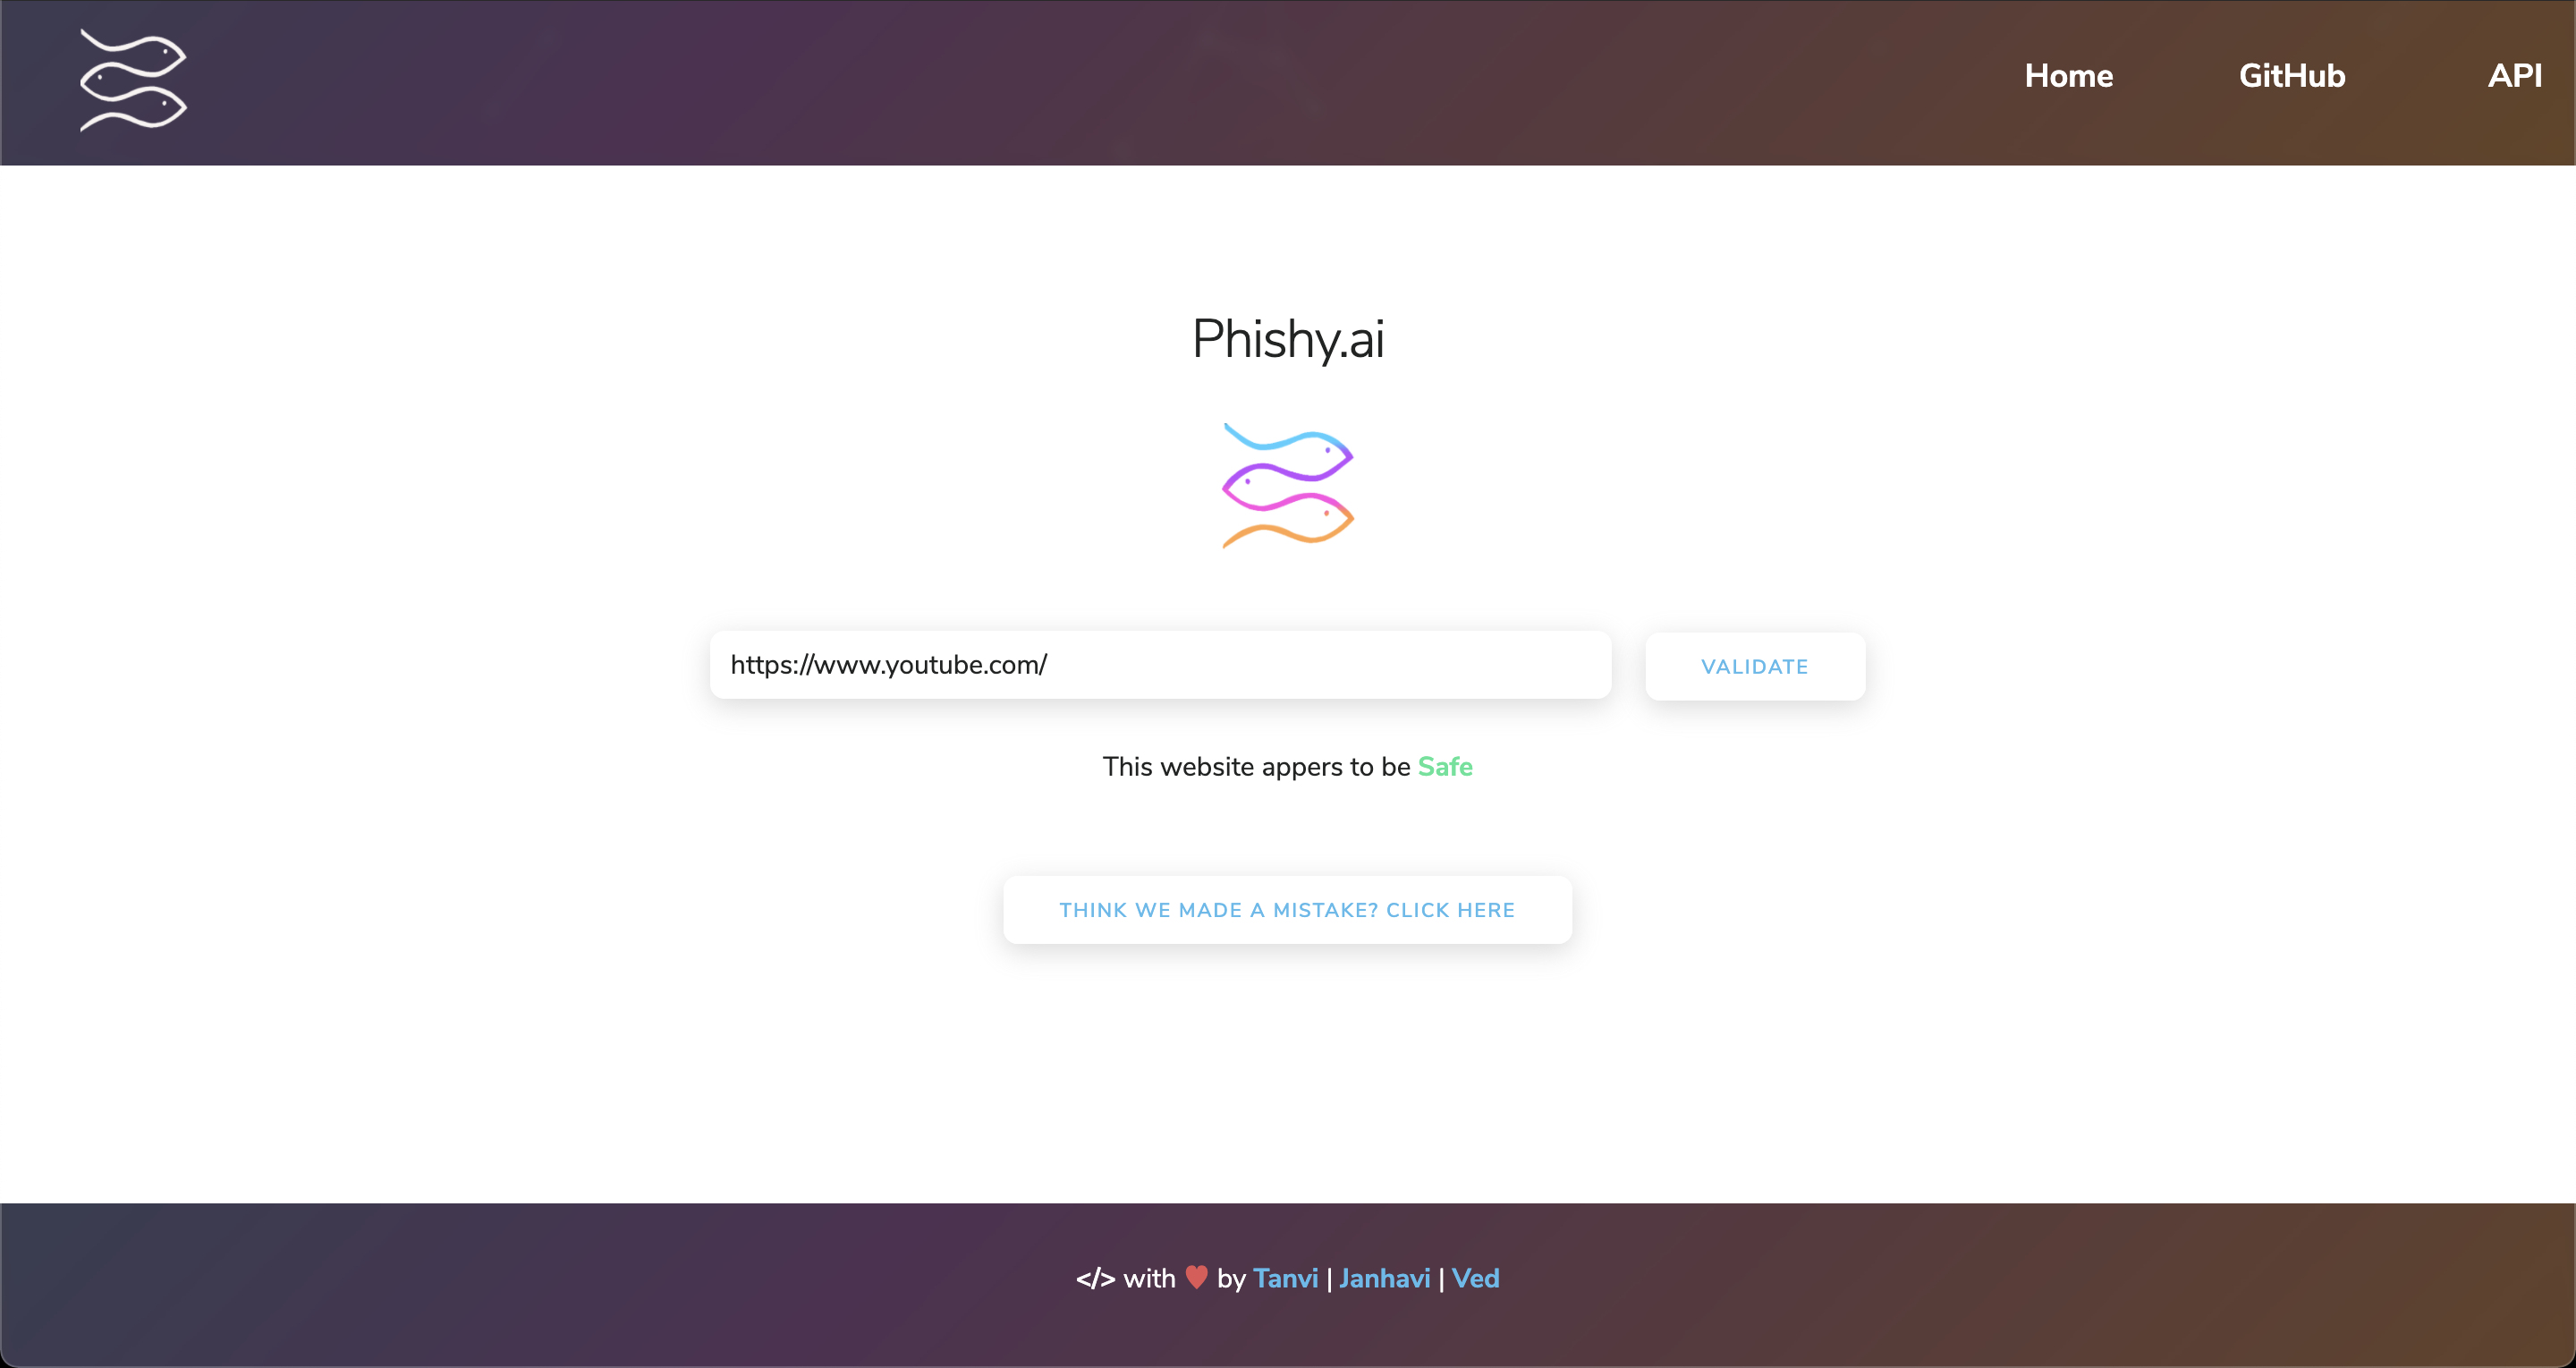 Home GitHub API
Phishy.ai
https://www.youtube.com/ VALIDATE
This website appers to be Safe
THINK WE MADE A MISTAKE? CLICK HERE
</> with ♥ by Tanvi | Janhavi | Ved